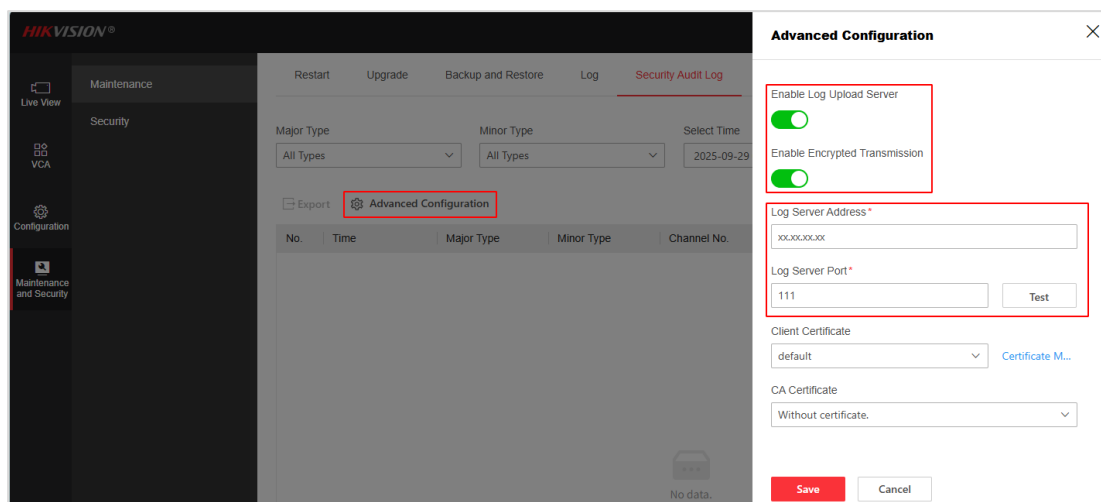 HIKVISION®
Advanced Configuration
Live View
VCA
Configuration
Maintenance
and Security
Maintenance
Security
Restart Upgrade Backup and Restore Log Security Audit Log
Major Type Minor Type Select Time
All Types All Types 2025-09-29
Export Advanced Configuration
No. Time Major Type Minor Type Channel No.
No data.
Enable Log Upload Server
Enable Encrypted Transmission
Log Server Address*
xx.xx.xx.xx
Log Server Port*
111 Test
Client Certificate
default Certificate M...
CA Certificate
Without certificate.
Save Cancel